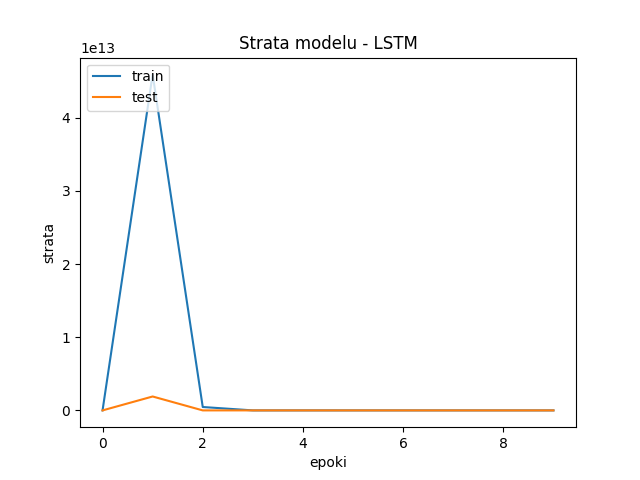 Strata modelu - LSTM
1e13
train
test
4
3
2
1
0
strata
0 2 4 6 8
epoki